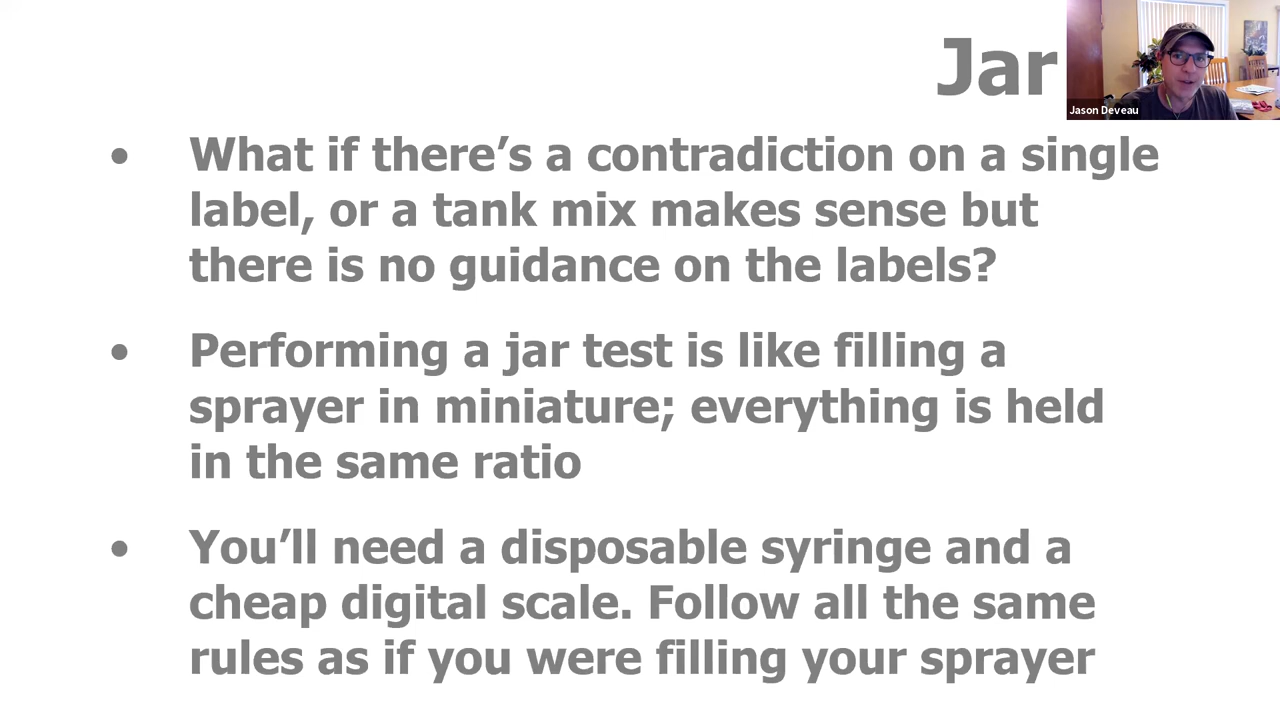 Jar
Jason Deveau
• What if there’s a contradiction on a single
label, or a tank mix makes sense but
there is no guidance on the labels?
• Performing a jar test is like filling a
sprayer in miniature; everything is held
in the same ratio
• You’ll need a disposable syringe and a
cheap digital scale. Follow all the same
rules as if you were filling your sprayer